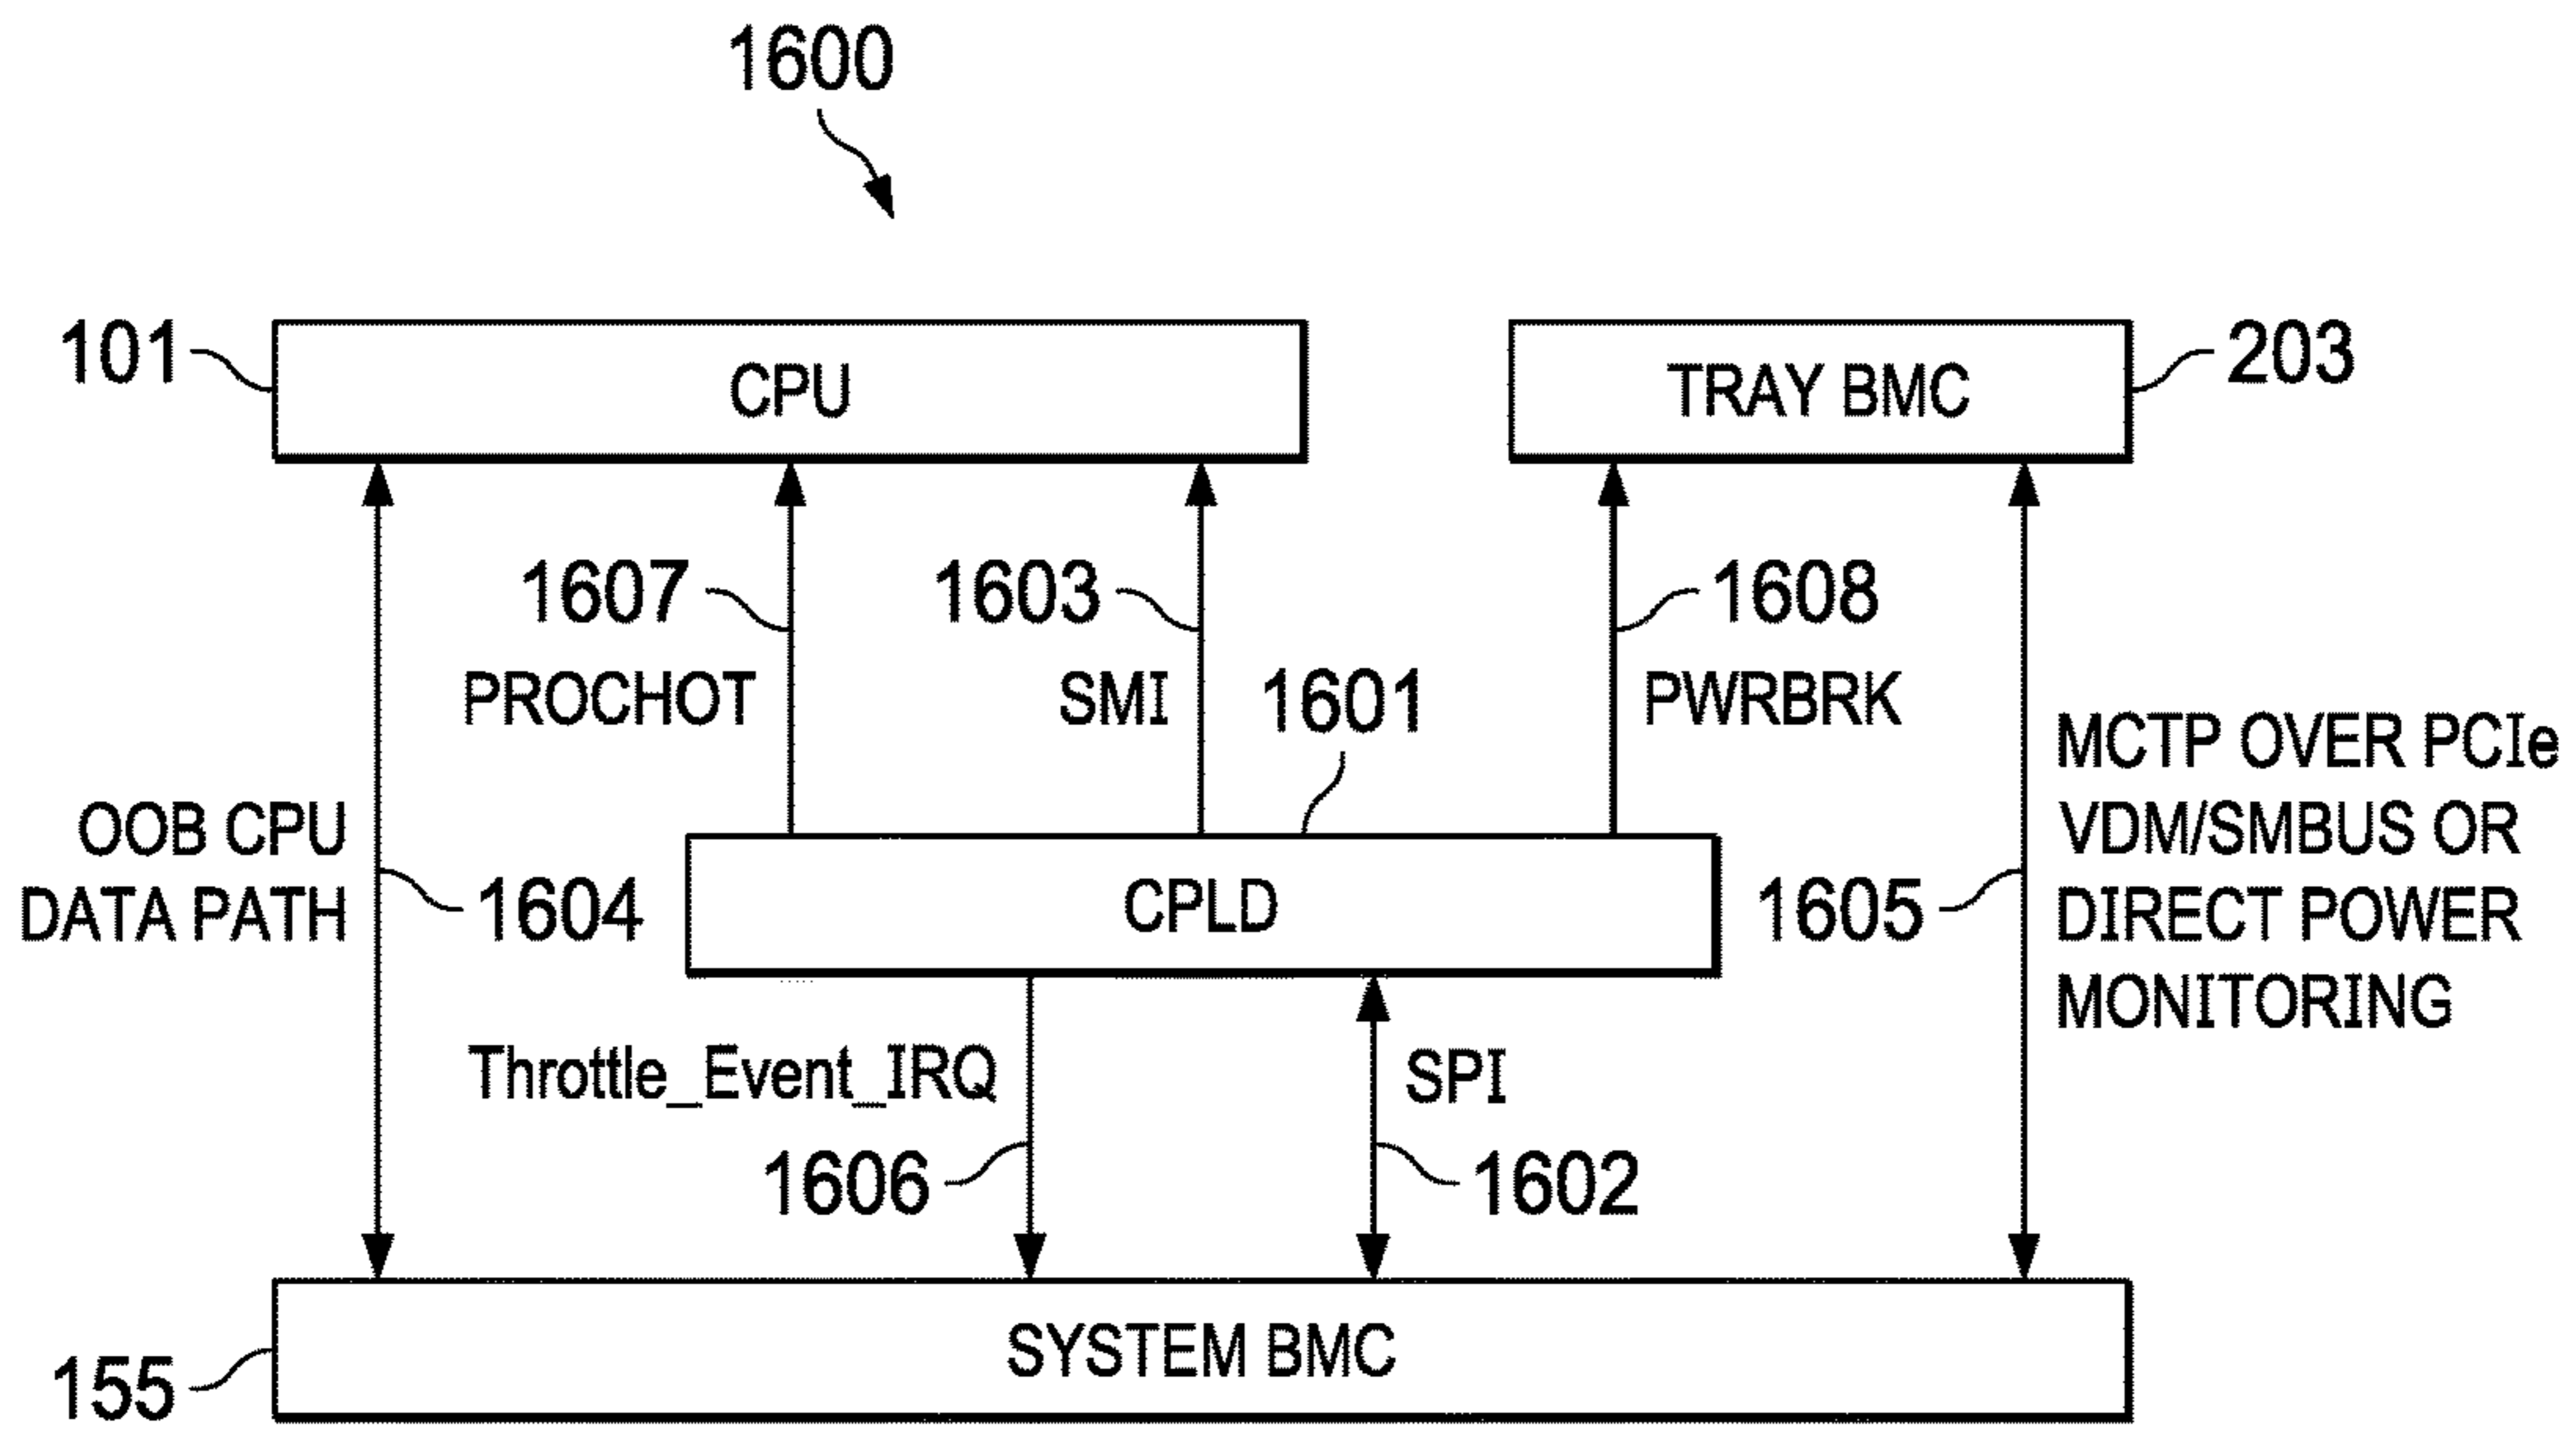 1600
101
CPU
TRAY BMC
203
1607
PROCHOT
1603
SMI
1608
PWRBRK
1601
OOB CPU
DATA PATH
1604
CPLD
1605
MCTP OVER PCIe
VDM/SMBUS OR
DIRECT POWER
MONITORING
Throttle_Event_IRQ
1606
SPI
1602
SYSTEM BMC
155